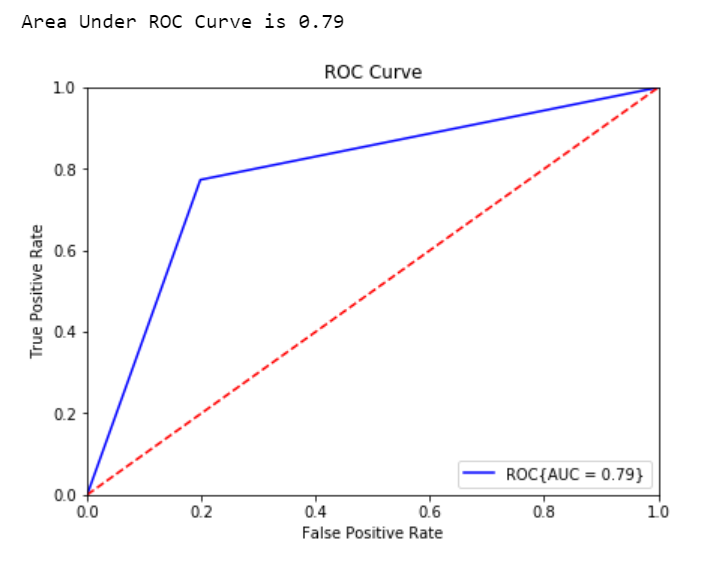 Area Under ROC Curve is 0.79
ROC Curve
1.0
0.8
0.6
0.4
0.2
0.0
True Positive Rate
ROC{AUC = 0.79}
0.0 0.2 0.4 0.6 0.8 1.0
False Positive Rate